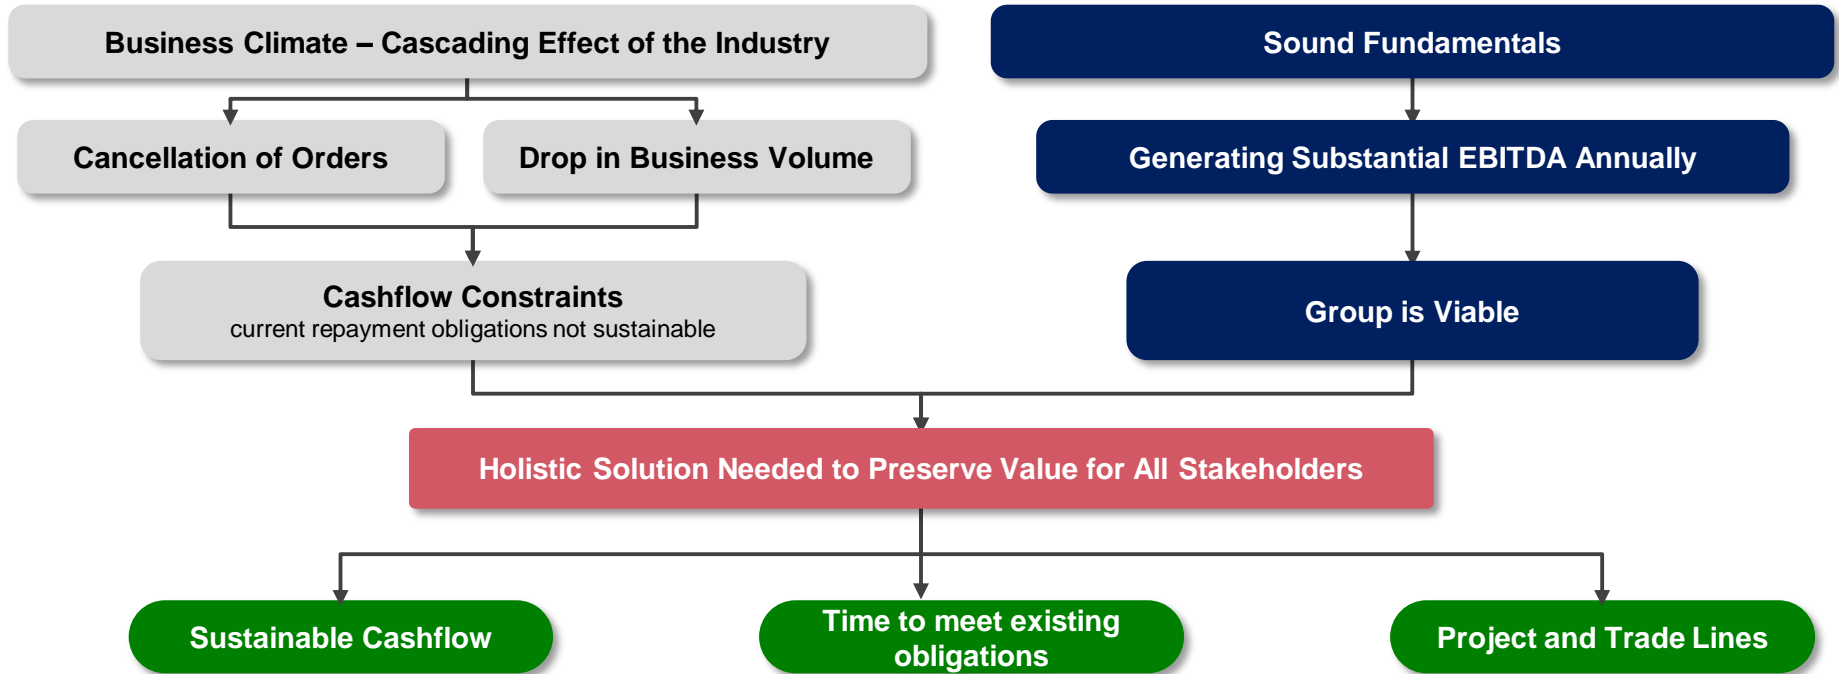 Business Climate – Cascading Effect of the Industry
Sound Fundamentals
Cancellation of Orders
Drop in Business Volume
Generating Substantial EBITDA Annually
Cashflow Constraints
current repayment obligations not sustainable
Group is Viable
Holistic Solution Needed to Preserve Value for All Stakeholders
Sustainable Cashflow
Time to meet existing
obligations
Project and Trade Lines